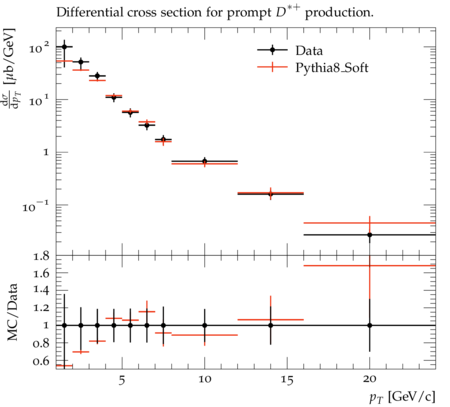 Differential cross section for prompt D*+ production.
dσ/dpT [μb/GeV]
10²
10¹
1
10⁻¹
Data
Pythia8_Soft
MC/Data
1.8
1.6
1.4
1.2
1
0.8
0.6
5
10
15
20
pT [GeV/c]